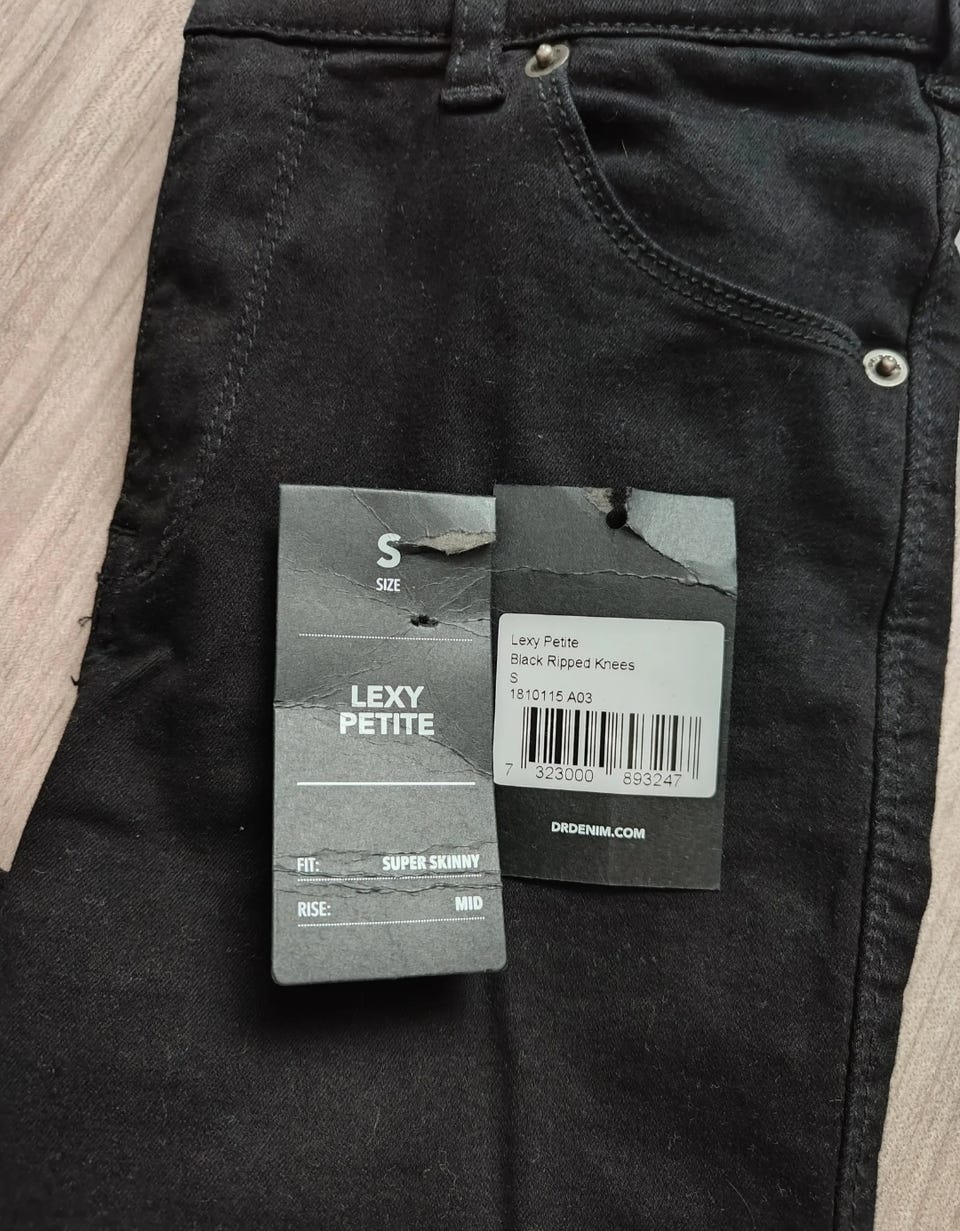 S
SIZE
LEXY
PETITE
FIT: SUPER SKINNY
RISE: MID
Lexy Petite
Black Ripped Knees
S
1810115 A03
7 323000 893247
DRDENIM.COM